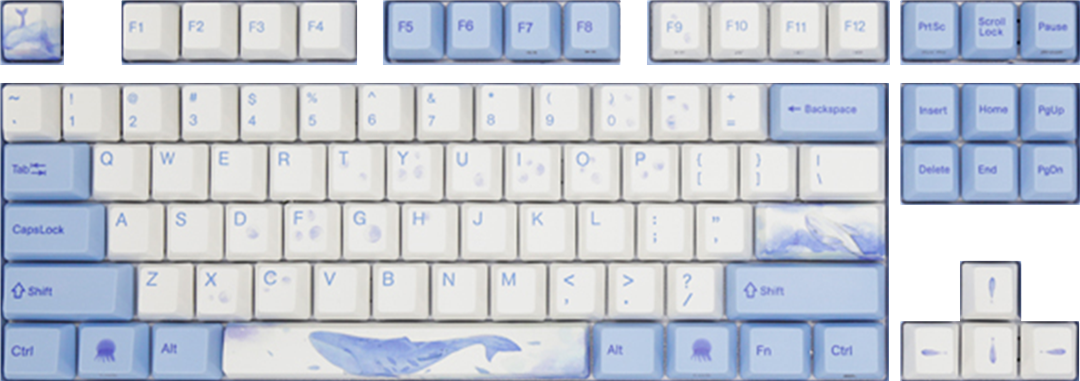 F1 F2 F3 F4 F5 F6 F7 F8 F9 F10 F11 F12 PrtSc Scroll Lock Pause
~ ! @ # $ % ^ & * ( ) - +
` 1 2 3 4 5 6 7 8 9 0 = ← Backspace Insert Home PgUp
Tab Q W E R T Y U I O P { } |
[ ] \ Delete End PgDn
CapsLock A S D F G H J K L : "
; ,
⇧ Shift Z X C V B N M < > ? ⇧ Shift
, . /
Ctrl Alt Alt Fn Ctrl